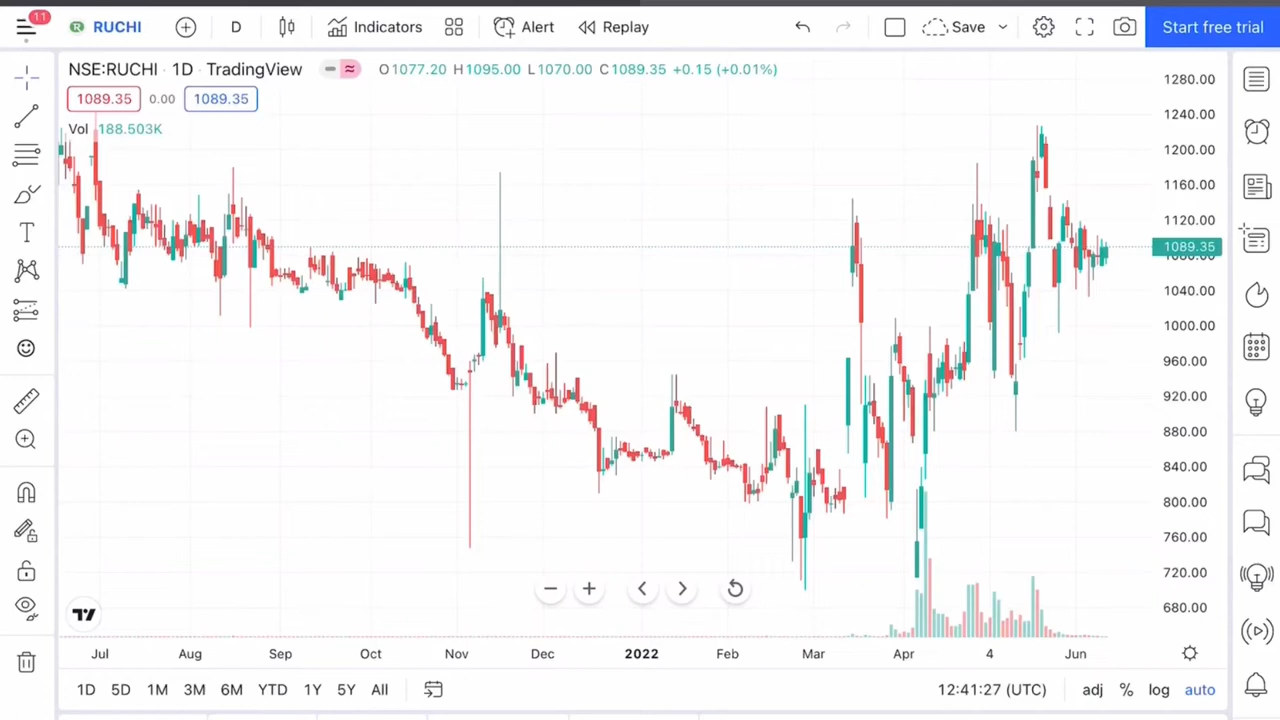 11
R RUCHI
D
Indicators
Alert
Replay
Save
Start free trial
NSE:RUCHI · 1D · TradingView
O1077.20 H1095.00 L1070.00 C1089.35 +0.15 (+0.01%)
1089.35 0.00 1089.35
Vol 188.503K
1280.00
1240.00
1200.00
1160.00
1120.00
1089.35
1080.00
1040.00
1000.00
960.00
920.00
880.00
840.00
800.00
760.00
720.00
680.00
Jul Aug Sep Oct Nov Dec 2022 Feb Mar Apr 4 Jun
1D 5D 1M 3M 6M YTD 1Y 5Y All
12:41:27 (UTC) adj % log auto